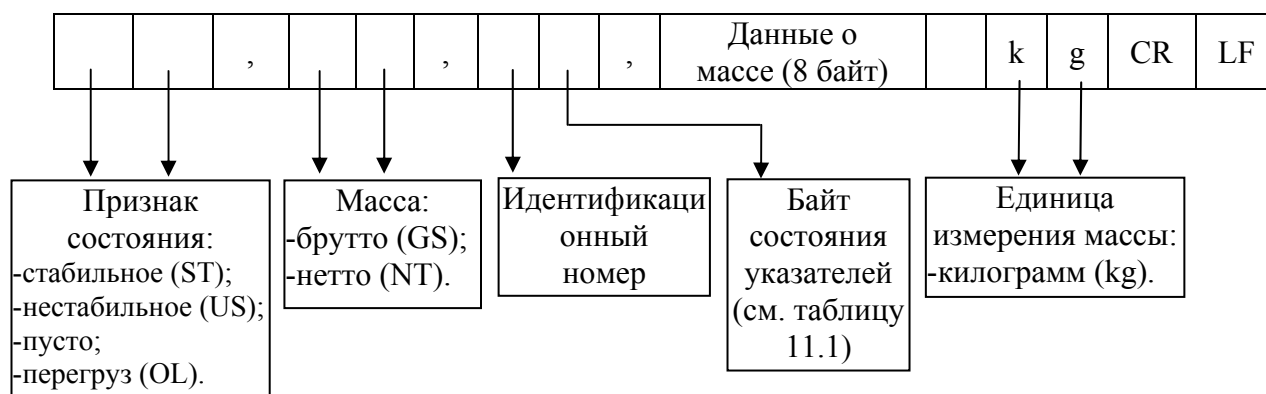 , , , Данные о k g CR LF
массе (8 байт)
Признак
состояния:
-стабильное (ST);
-нестабильное (US);
-пусто;
-перегруз (OL).
Масса:
-брутто (GS);
-нетто (NT).
Идентификаци
онный
номер
Байт
состояния
указателей
(см. таблицу
11.1)
Единица
измерения массы:
-килограмм (kg).